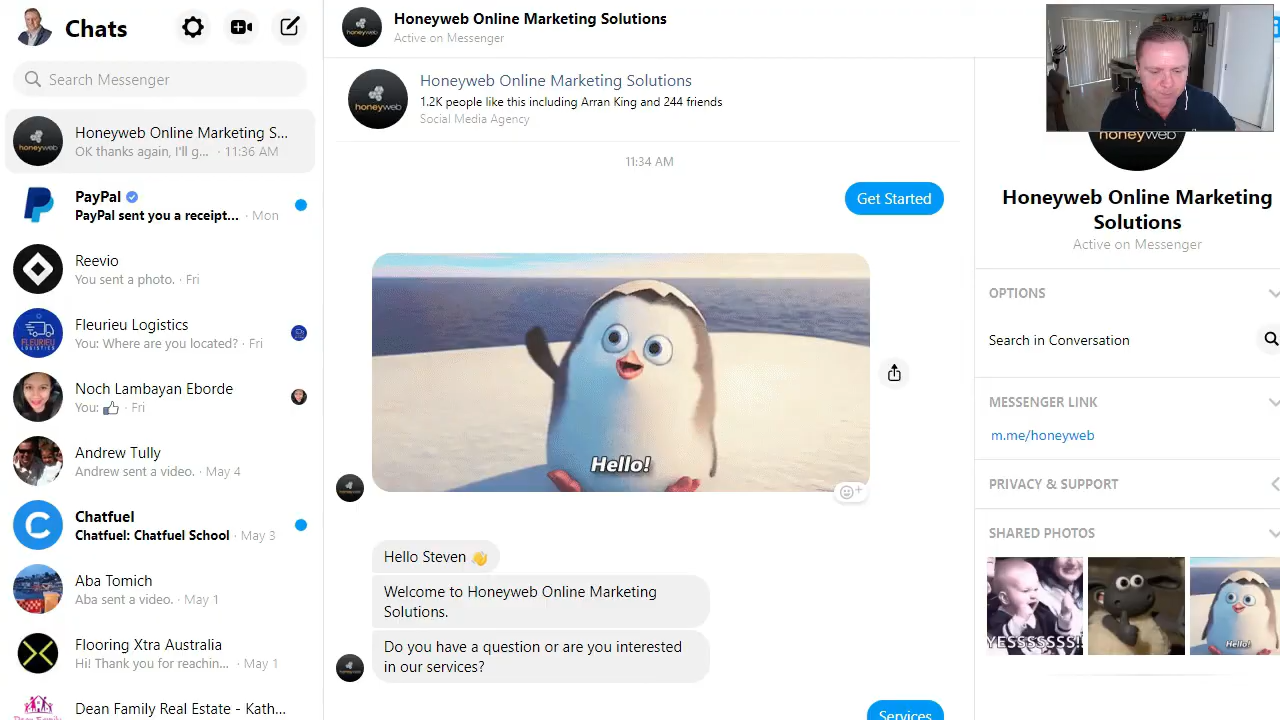 Chats
Search Messenger
Honeyweb Online Marketing S...
OK thanks again, I'll g... · 11:36 AM
PayPal
PayPal sent you a receipt... · Mon
Reevio
You sent a photo. · Fri
Fleurieu Logistics
You: Where are you located? · Fri
Noch Lambayan Eborde
You: 👍 · Fri
Andrew Tully
Andrew sent a video. · May 4
Chatfuel
Chatfuel: Chatfuel School · May 3
Aba Tomich
Aba sent a video. · May 1
Flooring Xtra Australia
Hi! Thank you for reachin... · May 1
Dean Family Real Estate - Kath...
honeyweb
FLEURIEU
LOGISTICS
Honeyweb Online Marketing Solutions
Active on Messenger
honeyweb
Honeyweb Online Marketing Solutions
1.2K people like this including Arran King and 244 friends
Social Media Agency
11:34 AM
Get Started
Hello!
Hello Steven 👋
Welcome to Honeyweb Online Marketing
Solutions.
Do you have a question or are you interested
in our services?
Services
honeyweb
Honeyweb Online Marketing
Solutions
Active on Messenger
OPTIONS
Search in Conversation
MESSENGER LINK
m.me/honeyweb
PRIVACY & SUPPORT
SHARED PHOTOS
YESSSSSS!!
Hello!